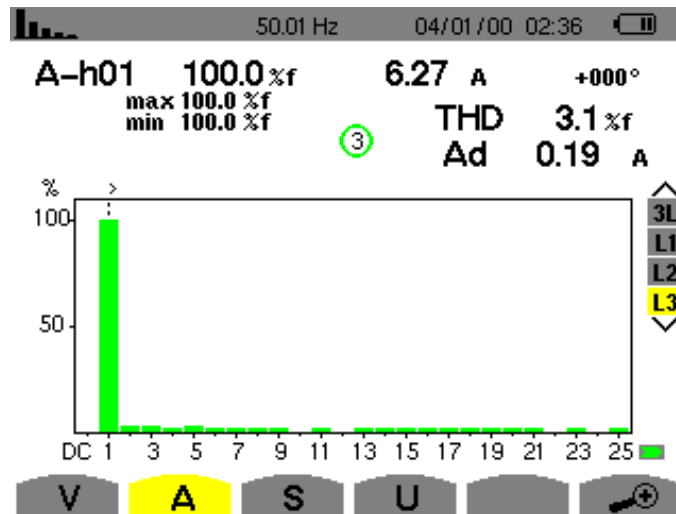 50.01 Hz 04/01/00 02:36
A-h01 100.0 %f 6.27 A +000°
max 100.0 %f
min 100.0 %f
3
THD 3.1 %f
Ad 0.19 A
%
>
100
50
3L
L1
L2
L3
DC 1 3 5 7 9 11 13 15 17 19 21 23 25
V A S U